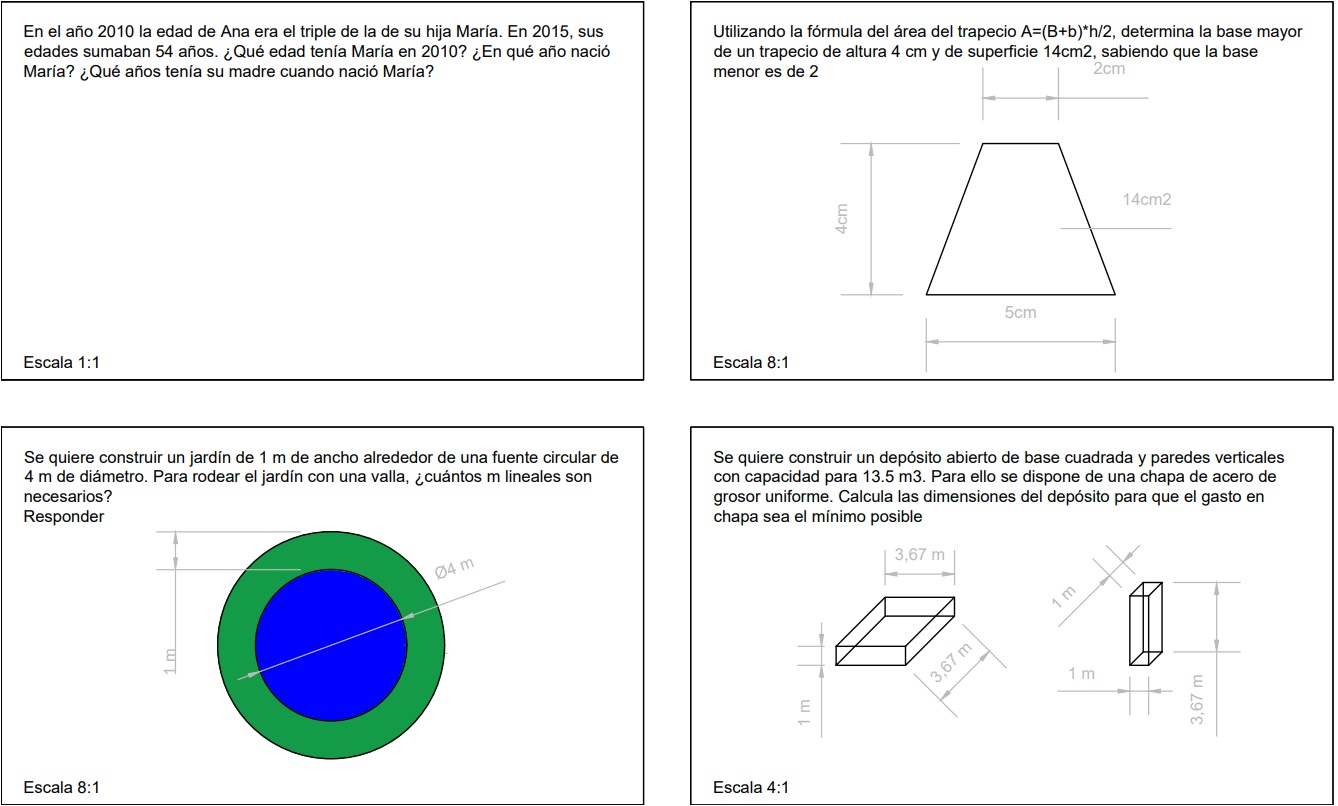 En el año 2010 la edad de Ana era el triple de la de su hija María. En 2015, sus
edades sumaban 54 años. ¿Qué edad tenía María en 2010? ¿En qué año nació
María? ¿Qué años tenía su madre cuando nació María?
Escala 1:1
Utilizando la fórmula del área del trapecio A=(B+b)*h/2, determina la base mayor
de un trapecio de altura 4 cm y de superficie 14cm2, sabiendo que la base
menor es de 2
2cm
14cm2
4cm
5cm
Escala 8:1
Se quiere construir un jardín de 1 m de ancho alrededor de una fuente circular de
4 m de diámetro. Para rodear el jardín con una valla, ¿cuántos m lineales son
necesarios?
Responder
Ø4 m
1 m
Escala 8:1
Se quiere construir un depósito abierto de base cuadrada y paredes verticales
con capacidad para 13.5 m3. Para ello se dispone de una chapa de acero de
grosor uniforme. Calcula las dimensiones del depósito para que el gasto en
chapa sea el mínimo posible
3,67 m
1 m
3,67 m
1 m
1 m
3,67 m
Escala 4:1